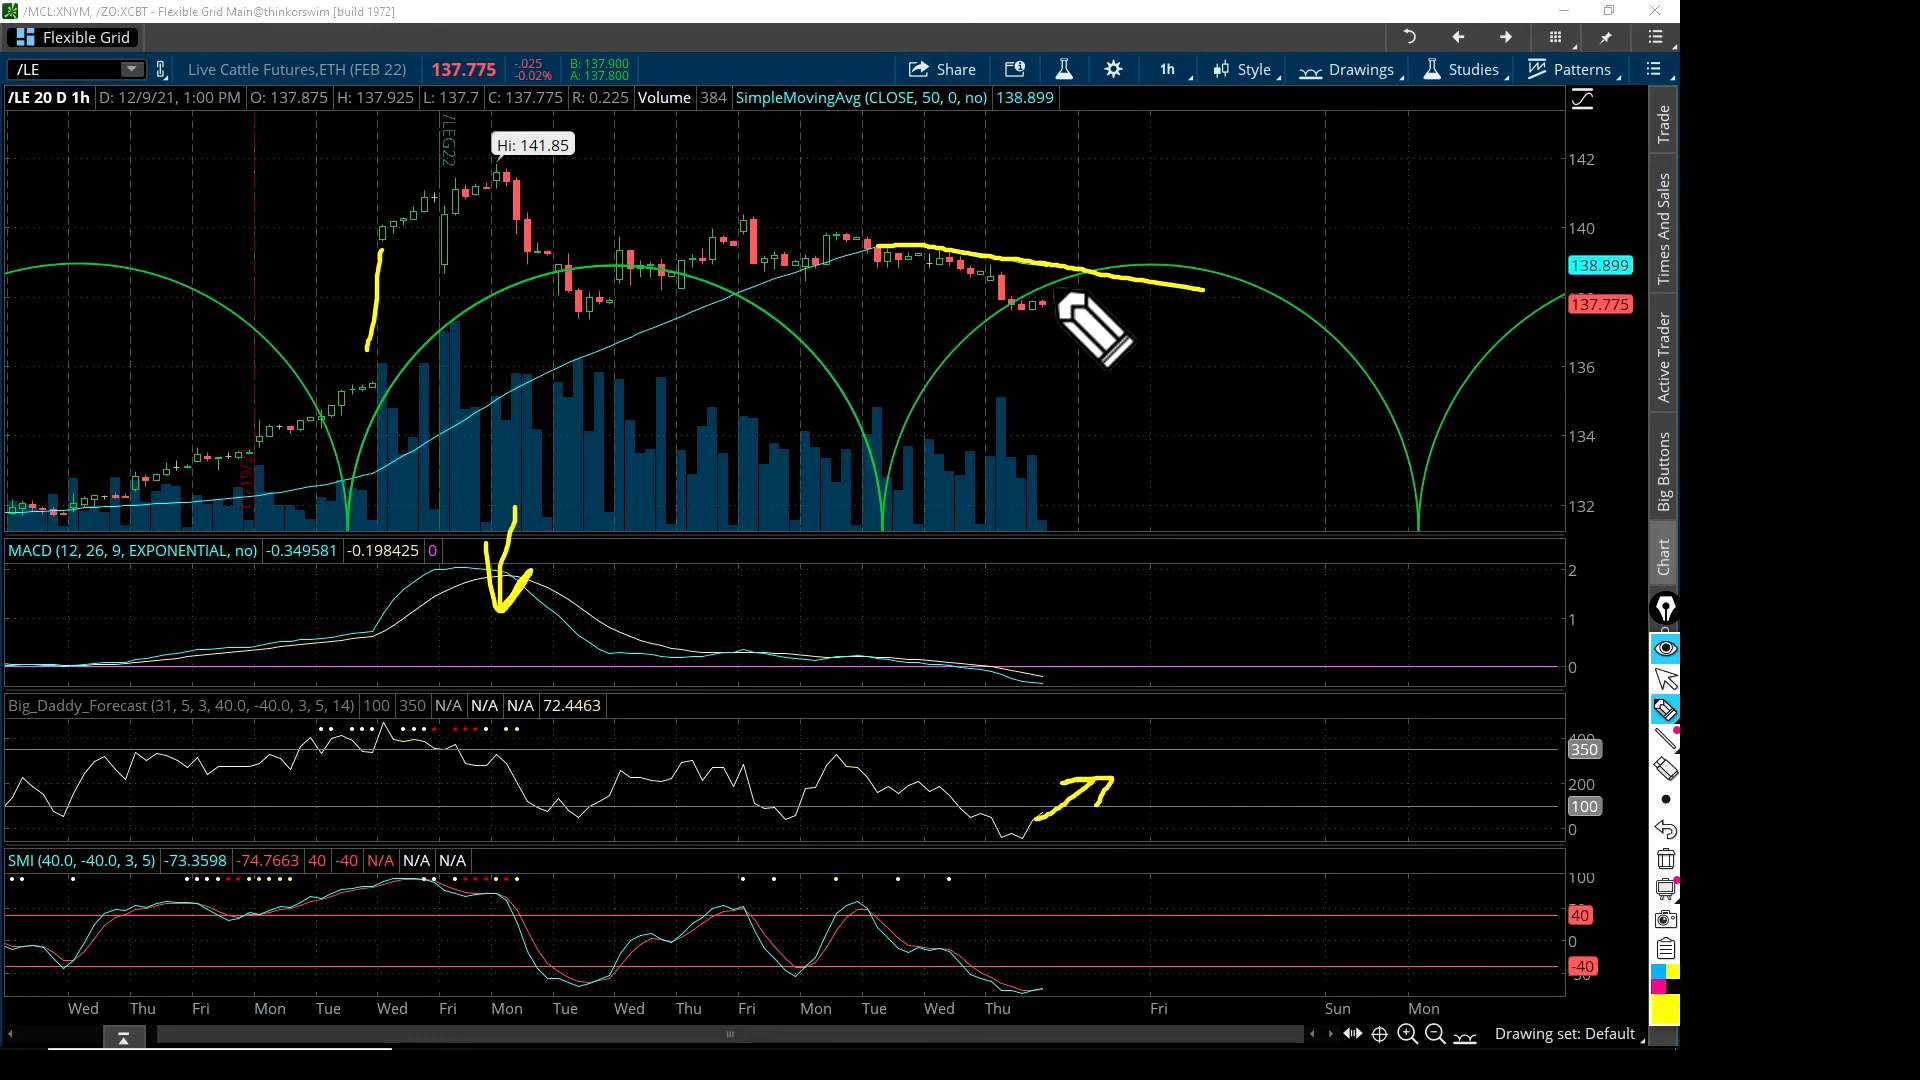 /MCL:XNYM, /ZO:XCBT - Flexible Grid Main@thinkorswim [build 1972]
Flexible Grid
/LE Live Cattle Futures,ETH (FEB 22) 137.775 -.025 -0.02% B: 137.900 A: 137.800 Share 1h Style Drawings Studies Patterns
/LE 20 D 1h D: 12/9/21, 1:00 PM O: 137.875 H: 137.925 L: 137.7 C: 137.775 R: 0.225 Volume 384 SimpleMovingAvg (CLOSE, 50, 0, no) 138.899
/LEG22
Hi: 141.85
142
140
138.899
137.775
136
134
132
MACD (12, 26, 9, EXPONENTIAL, no) -0.349581 -0.198425 0
2
1
0
Big_Daddy_Forecast (31, 5, 3, 40.0, -40.0, 3, 5, 14) 100 350 N/A N/A N/A 72.4463
400
350
200
100
0
SMI (40.0, -40.0, 3, 5) -73.3598 -74.7663 40 -40 N/A N/A N/A
100
40
0
-40
Wed Thu Fri Mon Tue Wed Fri Mon Tue Wed Thu Fri Mon Tue Wed Thu Fri Sun Mon
Drawing set: Default
Trade
Times And Sales
Active Trader
Big Buttons
Chart